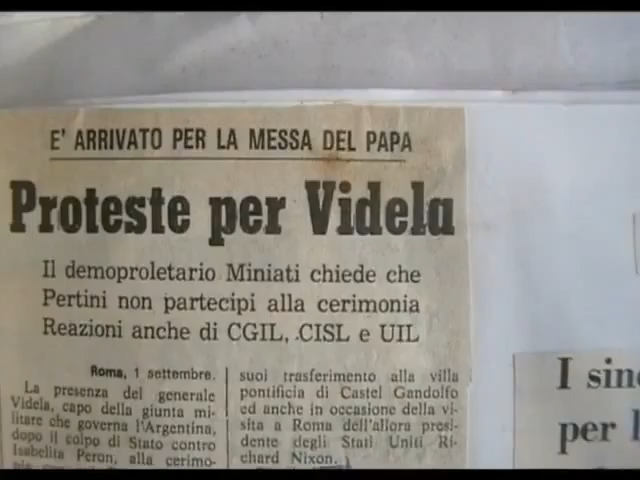 E' ARRIVATO PER LA MESSA DEL PAPA
Proteste per Videla
Il demoproletario Miniati chiede che
Pertini non partecipi alla cerimonia
Reazioni anche di CGIL, .CISL e UIL
Roma, 1 settembre.
La presenza del generale
Videla, capo della giunta mi-
litare che governa l'Argentina,
dopo il colpo di Stato contro
Isabelita Peron, alla cerimo-
suoi trasferimento alla villa
pontificia di Castel Gandolfo
ed anche in occasione della vi-
sita a Roma dell'allora presi-
dente degli Stati Uniti Ri-
chard Nixon.
I sin
per l